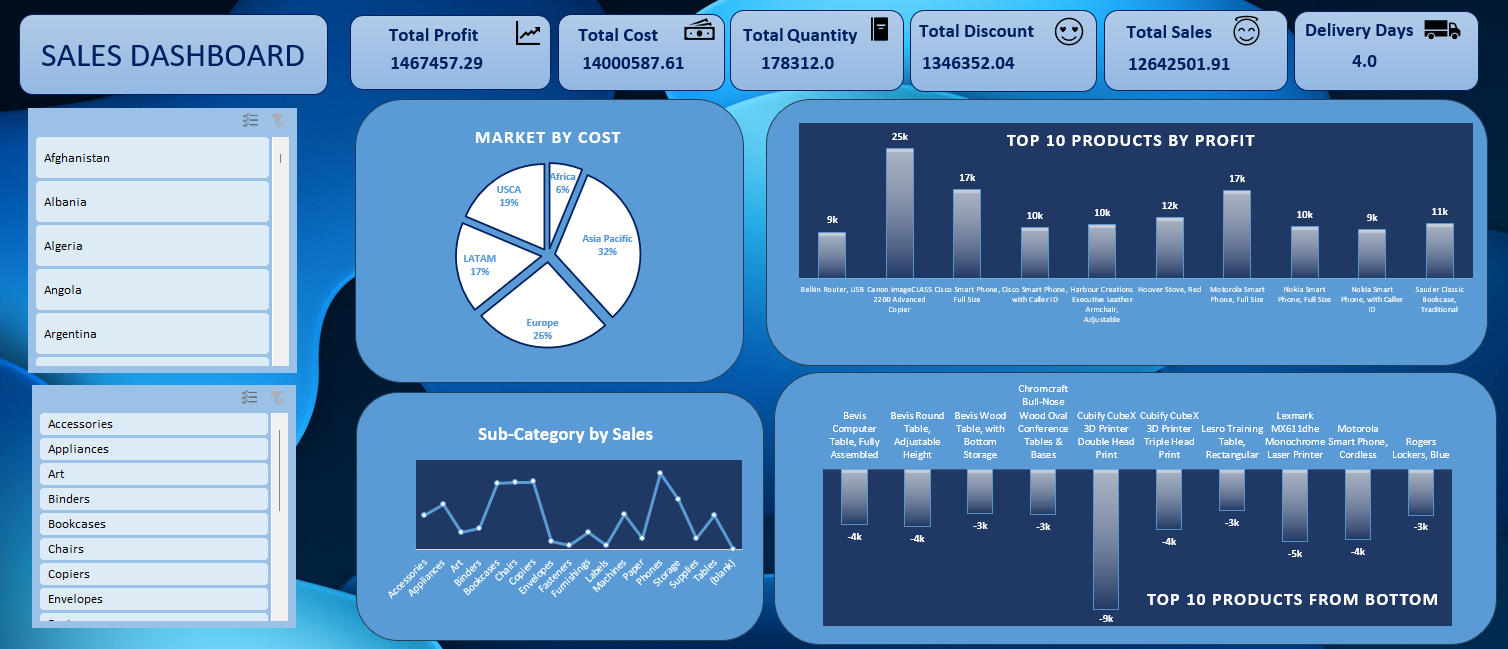 SALES DASHBOARD
Total Profit
1467457.29
Total Cost
14000587.61
Total Quantity
178312.0
Total Discount
1346352.04
Total Sales
12642501.91
Delivery Days
4.0
Afghanistan
Albania
Algeria
Angola
Argentina
Accessories
Appliances
Art
Binders
Bookcases
Chairs
Copiers
Envelopes
MARKET BY COST
Africa
6%
Asia Pacific
32%
Europe
26%
LATAM
17%
USCA
19%
TOP 10 PRODUCTS BY PROFIT
9k
25k
17k
10k
10k
12k
17k
10k
9k
11k
Belkin Router, USB
Canon imageCLASS
2200 Advanced
Copier
Cisco Smart Phone,
Full Size
Cisco Smart Phone,
with Caller ID
Harbour Creations
Executive Leather
Armchair,
Adjustable
Hoover Stove, Red
Motorola Smart
Phone, Full Size
Nokia Smart
Phone, Full Size
Nokia Smart
Phone, with Caller
ID
Sauder Classic
Bookcase,
Traditional
Sub-Category by Sales
Accessories
Appliances
Art
Binders
Bookcases
Chairs
Copiers
Envelopes
Fasteners
Furnishings
Labels
Machines
Paper
Phones
Storage
Supplies
Tables
(blank)
Bevis
Computer
Table, Fully
Assembled
Bevis Round
Table,
Adjustable
Height
Bevis Wood
Table, with
Bottom
Storage
Chromcraft
Bull-Nose
Wood Oval
Conference
Tables &
Bases
Cubify CubeX
3D Printer
Double Head
Print
Cubify CubeX
3D Printer
Triple Head
Print
Lesro Training
Table,
Rectangular
Lexmark
MX611dhe
Monochrome
Laser Printer
Motorola
Smart Phone,
Cordless
Rogers
Lockers, Blue
-4k
-4k
-3k
-3k
-9k
-4k
-3k
-5k
-4k
-3k
TOP 10 PRODUCTS FROM BOTTOM